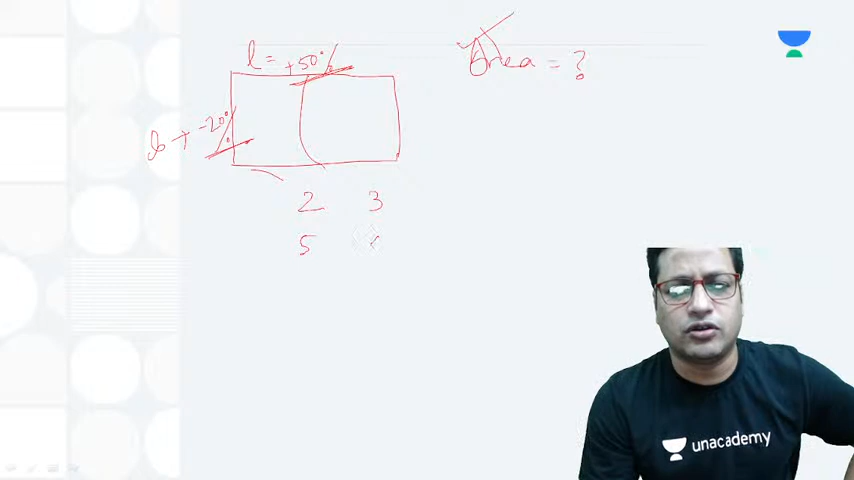 l = +50%
Area = ?
b + -20%
2 3
5
unacademy